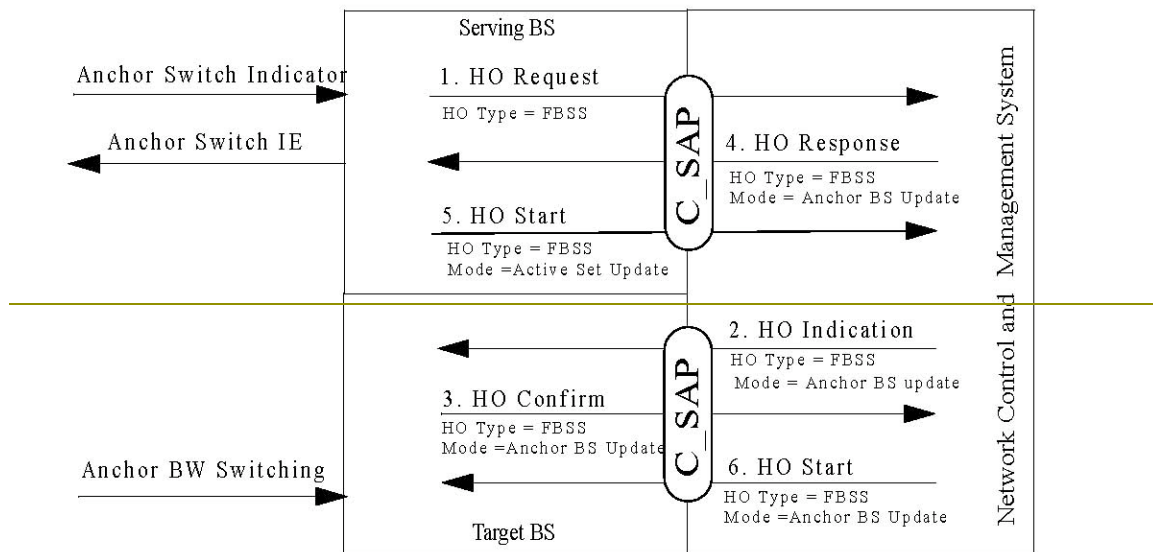 Serving BS
Anchor Switch Indicator
1. HO Request
HO Type = FBSS
Anchor Switch IE
C_SAP
4. HO Response
HO Type = FBSS
Mode = Anchor BS Update
5. HO Start
HO Type = FBSS
Mode =Active Set Update
Network Control and Management System
2. HO Indication
HO Type = FBSS
Mode = Anchor BS update
3. HO Confirm
HO Type = FBSS
Mode =Anchor BS Update
C_SAP
Anchor BW Switching
6. HO Start
HO Type = FBSS
Mode =Anchor BS Update
Target BS